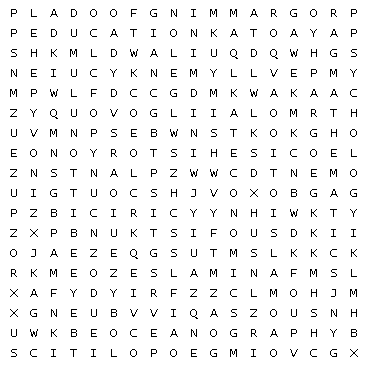 P L A D O O F G N I M M A R G O R P
P E D U C A T I O N K A T O A Y A P
S H K M L D W A L I U Q D Q W H G S
N E I U C Y K N E M Y L L V E P M Y
M P W L F D C C G D M K W A K A A C
Z Y Q U O V O G L I I A L O M R T H
U V M N P S E B W N S T K O K G H O
E O N O Y R O T S I H E S I C O E L
Z N S T N A L P Z W W C D T N E M O
U I G T U O C S H J V O X O B G A G
P Z B I C I R I C Y Y N H I W K T Y
Z X P B N U K T S I F O U S D K I I
O J A E Z E Q G S U T M S L K K C K
R K M E O Z E S L A M I N A F M S L
X A F Y D Y I R F Z Z C L M O H J M
X G N E U B V V I Q A S Z O U S N H
U W K B E O C E A N O G R A P H Y B
S C I T I L O P O E G M I O V C G X